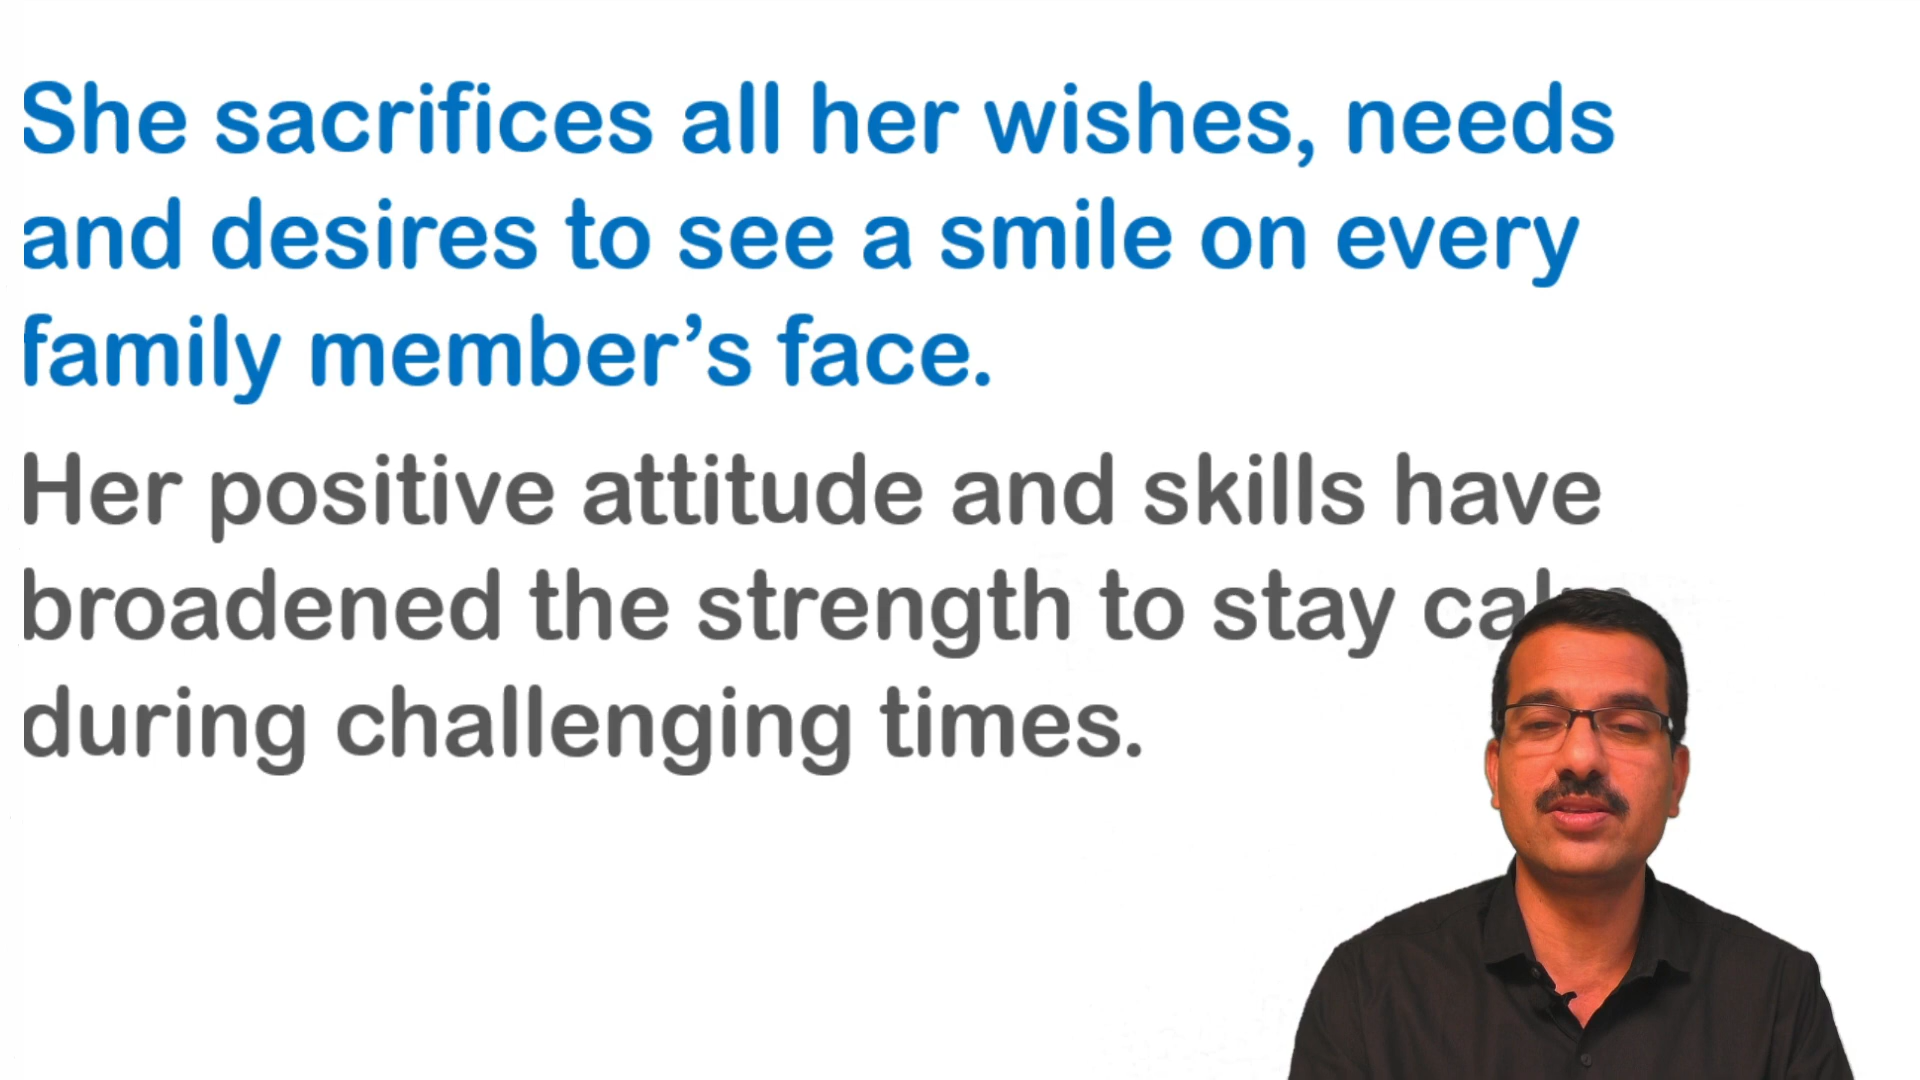 She sacrifices all her wishes, needs
and desires to see a smile on every
family member’s face.
Her positive attitude and skills have
broadened the strength to stay
during challenging times.